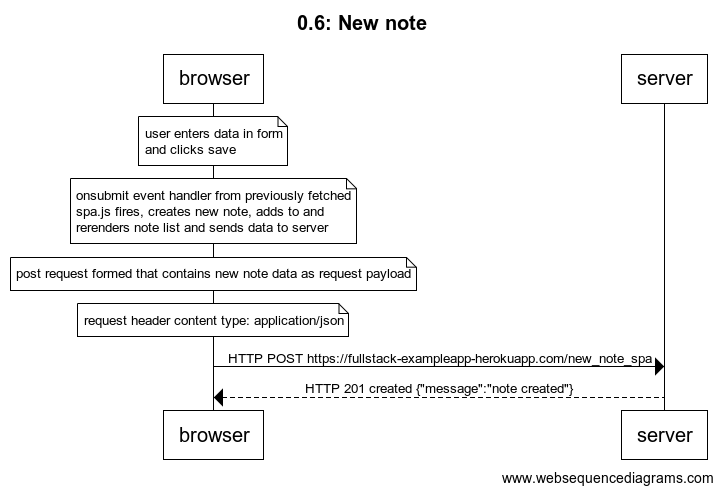 0.6: New note
browser
server
user enters data in form
and clicks save
onsubmit event handler from previously fetched
spa.js fires, creates new note, adds to and
rerenders note list and sends data to server
post request formed that contains new note data as request payload
request header content type: application/json
HTTP POST https://fullstack-exampleapp-herokuapp.com/new_note_spa
HTTP 201 created {"message":"note created"}
browser
server
www.websequencediagrams.com